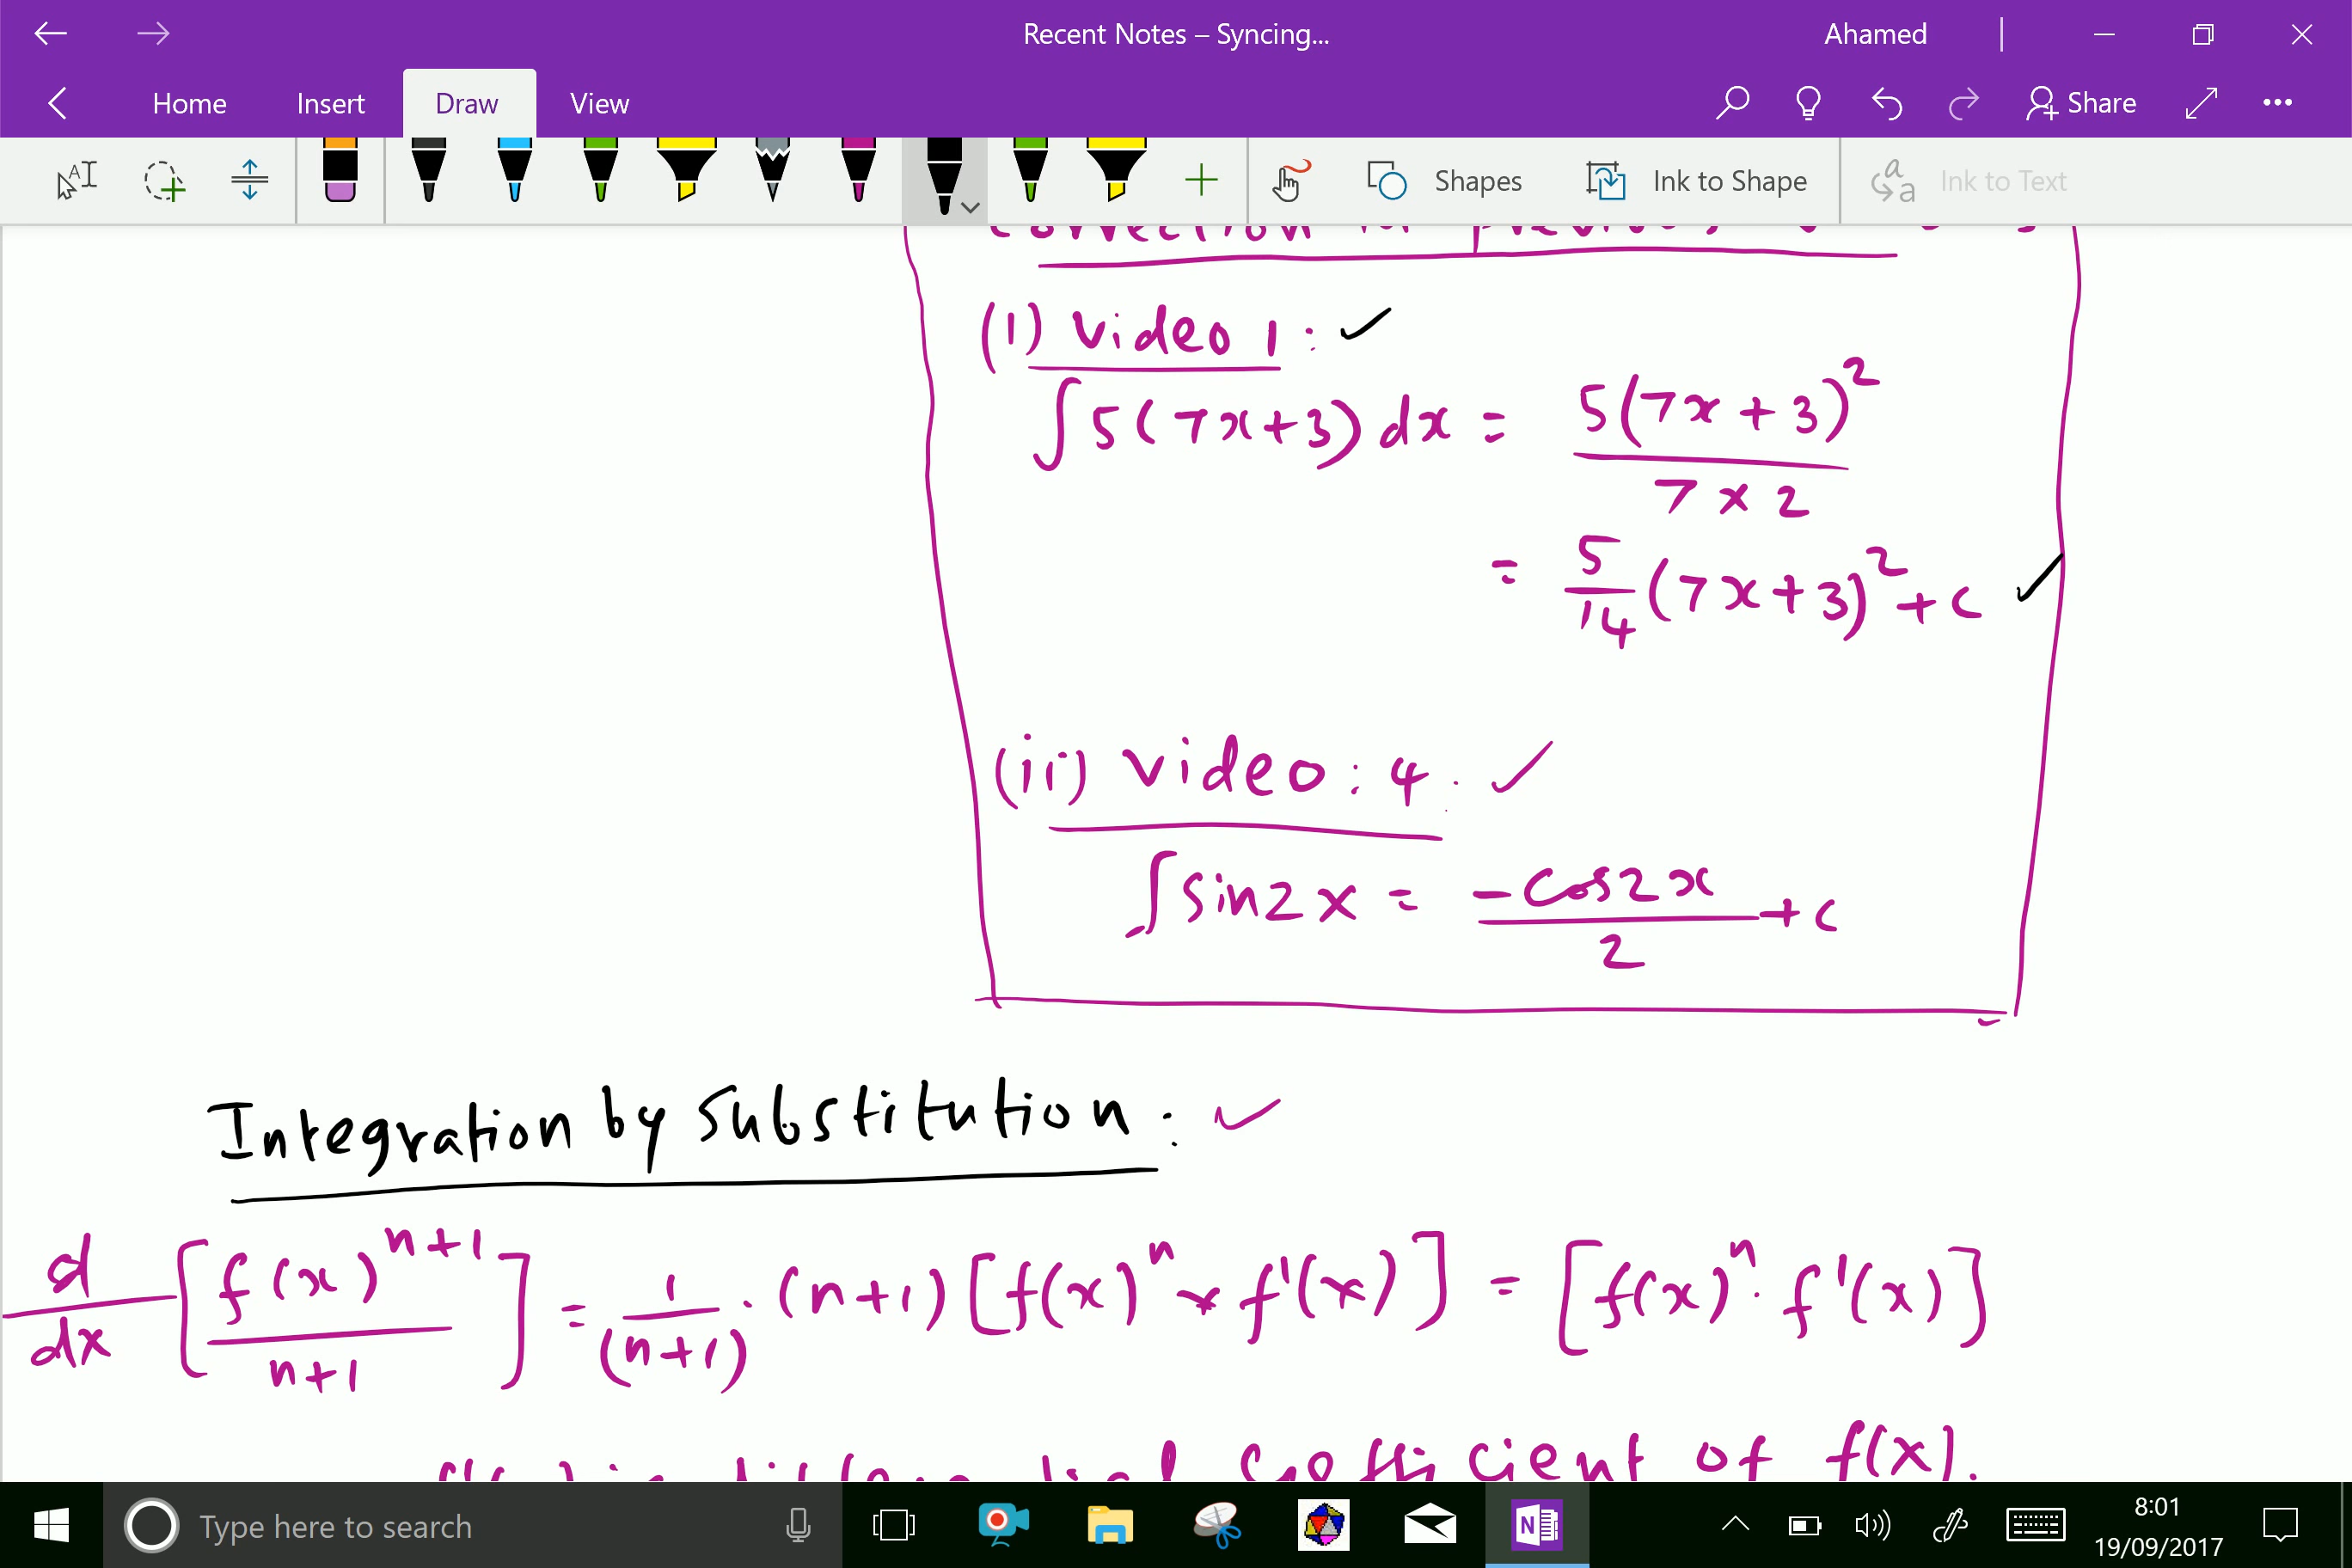 Recent Notes – Syncing...
Ahamed
Home Insert Draw View
Share
Shapes
Ink to Shape
Ink to Text
Correction
(1) video 1 :
∫5(7x+3) dx = 5(7x+3)² / 7×2
= 5/14 (7x+3)² + c
(ii) video : 4 .
∫sin2x = -cos2x / 2 + c
Integration by Substitution :
d/dx [f(x)^(n+1) / n+1] = 1/(n+1) . (n+1) [f(x)^n × f'(x)] = [f(x)^n . f'(x)]
coefficient of f(x).
Type here to search
N
8:01
19/09/2017